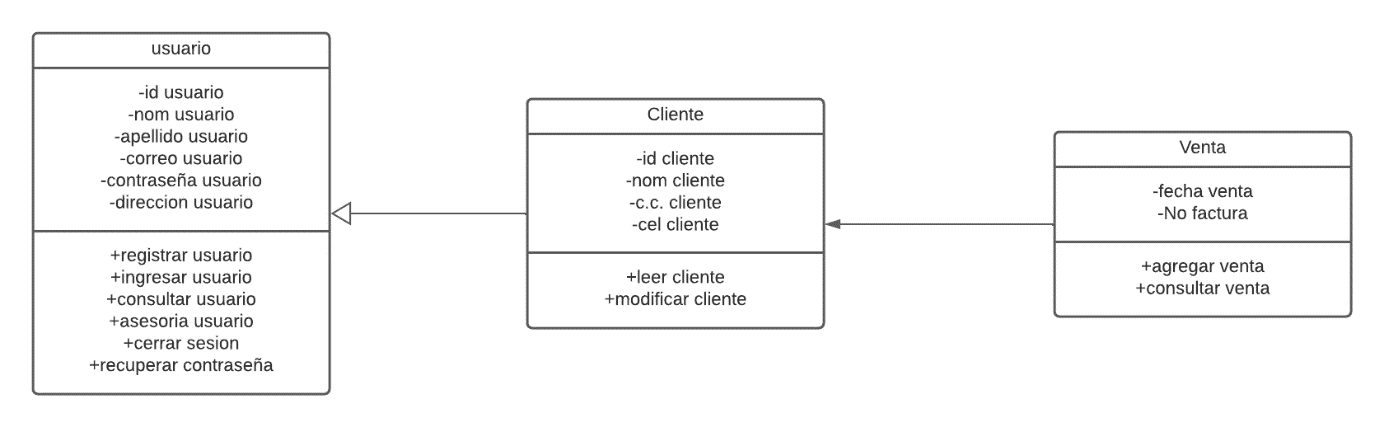 usuario
-id usuario
-nom usuario
-apellido usuario
-correo usuario
-contraseña usuario
-direccion usuario
+registrar usuario
+ingresar usuario
+consultar usuario
+asesoria usuario
+cerrar sesion
+recuperar contraseña
Cliente
-id cliente
-nom cliente
-c.c. cliente
-cel cliente
+leer cliente
+modificar cliente
Venta
-fecha venta
-No factura
+agregar venta
+consultar venta